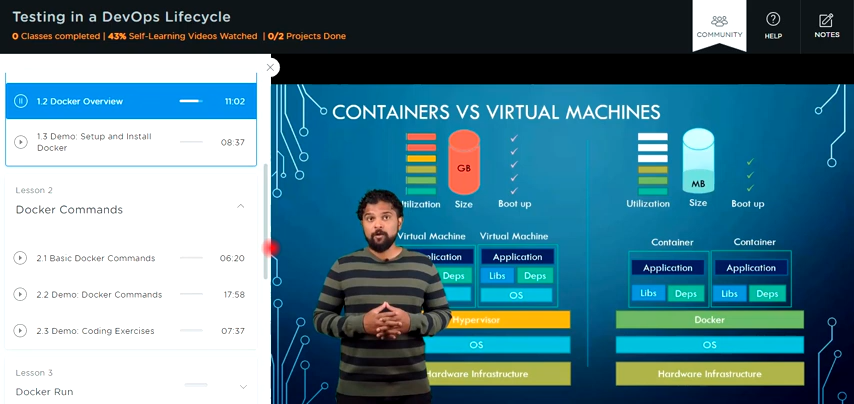 Testing in a DevOps Lifecycle
0 Classes completed | 43% Self-Learning Videos Watched | 0/2 Projects Done
COMMUNITY
HELP
NOTES
1.2 Docker Overview 11:02
1.3 Demo: Setup and Install
Docker
08:37
Lesson 2
Docker Commands
2.1 Basic Docker Commands 06:20
2.2 Demo: Docker Commands 17:58
2.3 Demo: Coding Exercises 07:37
Lesson 3
Docker Run
CONTAINERS VS VIRTUAL MACHINES
GB
MB
Utilization Size Boot up
Utilization Size Boot up
Virtual Machine Virtual Machine
Container Container
Application Application
Application Application
Deps Libs Deps
Libs Deps Libs Deps
OS
Hypervisor
Docker
OS
OS
Hardware Infrastructure
Hardware Infrastructure